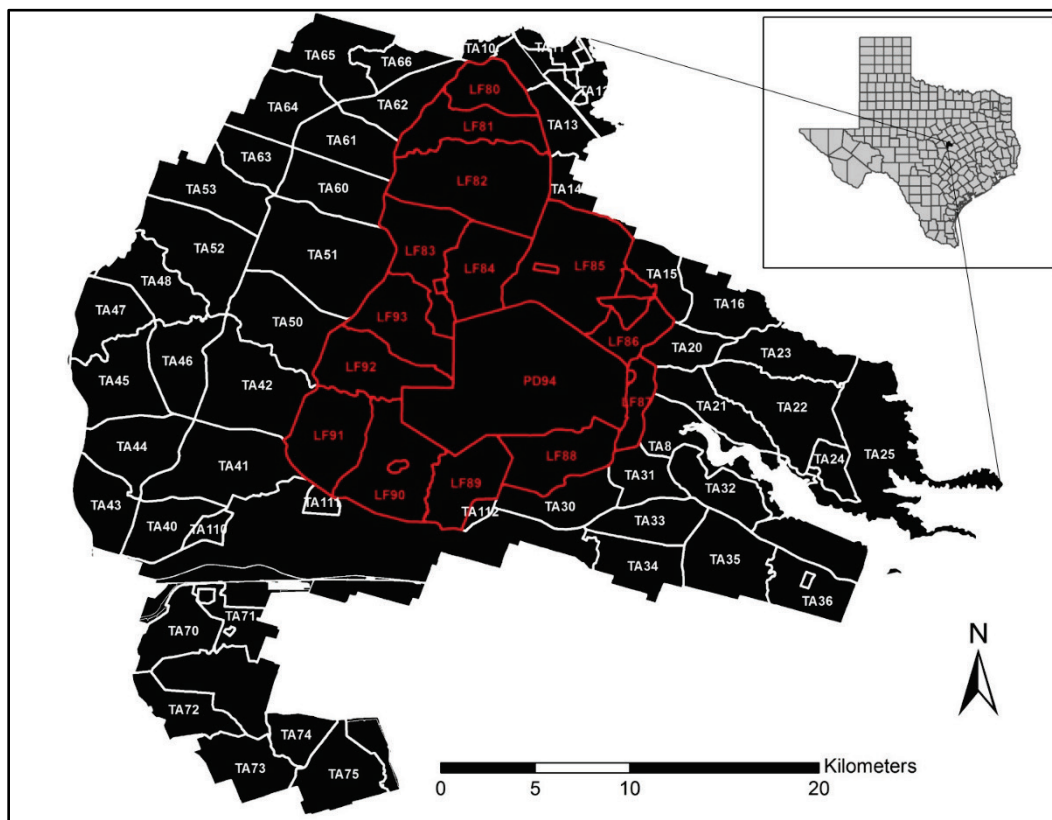 TA10
TA11
TA65
TA66
LF80
TA12
TA64
TA62
TA13
LF81
TA61
TA63
LF82
TA53
TA60
TA14
TA52
TA51
LF83
LF84
LF85
TA48
TA15
TA16
TA47
LF93
TA50
LF86
TA20
TA23
TA46
LF92
TA45
TA42
PD94
LF87
TA21
TA22
LF91
TA44
TA8
TA24
TA25
TA41
LF88
LF89
TA31
TA32
TA43
LF90
TA111
TA112
TA30
TA40
TA110
TA33
TA34
TA35
TA36
TA71
TA70
N
TA72
TA74
TA73
TA75
Kilometers
0 5 10 20